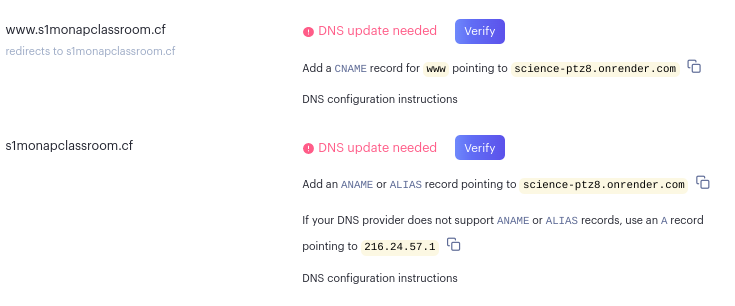 www.s1monapclassroom.cf
redirects to s1monapclassroom.cf
DNS update needed
Verify
Add a CNAME record for www pointing to science-ptz8.onrender.com
DNS configuration instructions
s1monapclassroom.cf
DNS update needed
Verify
Add an ANAME or ALIAS record pointing to science-ptz8.onrender.com
If your DNS provider does not support ANAME or ALIAS records, use an A record
pointing to 216.24.57.1
DNS configuration instructions